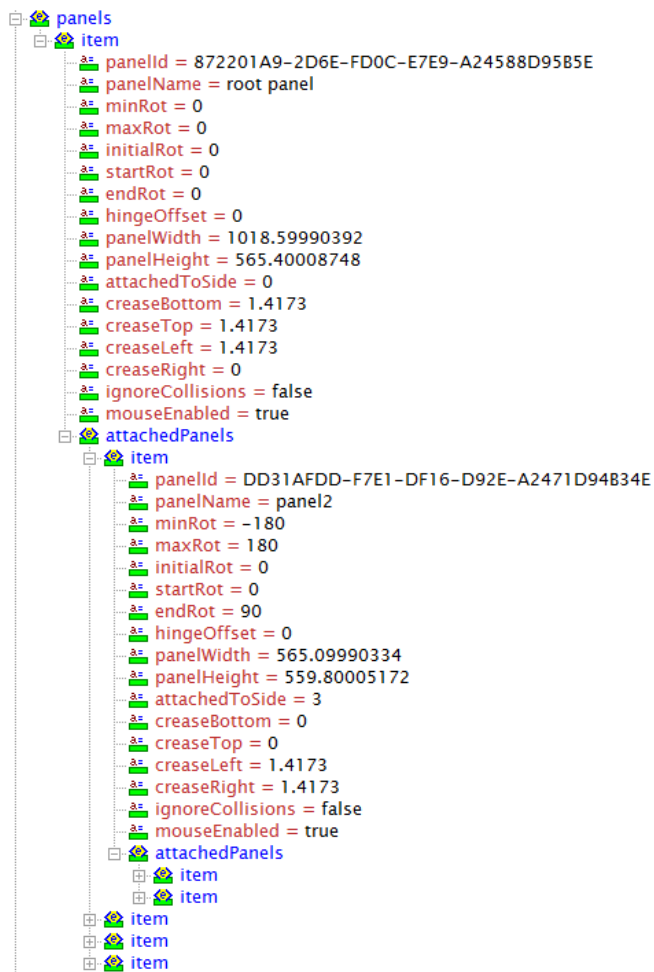 panels
item
panelId = 872201A9-2D6E-FD0C-E7E9-A24588D95B5E
panelName = root panel
minRot = 0
maxRot = 0
initialRot = 0
startRot = 0
endRot = 0
hingeOffset = 0
panelWidth = 1018.59990392
panelHeight = 565.40008748
attachedToSide = 0
creaseBottom = 1.4173
creaseTop = 1.4173
creaseLeft = 1.4173
creaseRight = 0
ignoreCollisions = false
mouseEnabled = true
attachedPanels
item
panelId = DD31AFDD-F7E1-DF16-D92E-A2471D94B34E
panelName = panel2
minRot = -180
maxRot = 180
initialRot = 0
startRot = 0
endRot = 90
hingeOffset = 0
panelWidth = 565.09990334
panelHeight = 559.80005172
attachedToSide = 3
creaseBottom = 0
creaseTop = 0
creaseLeft = 1.4173
creaseRight = 1.4173
ignoreCollisions = false
mouseEnabled = true
attachedPanels
item
item
item
item
item